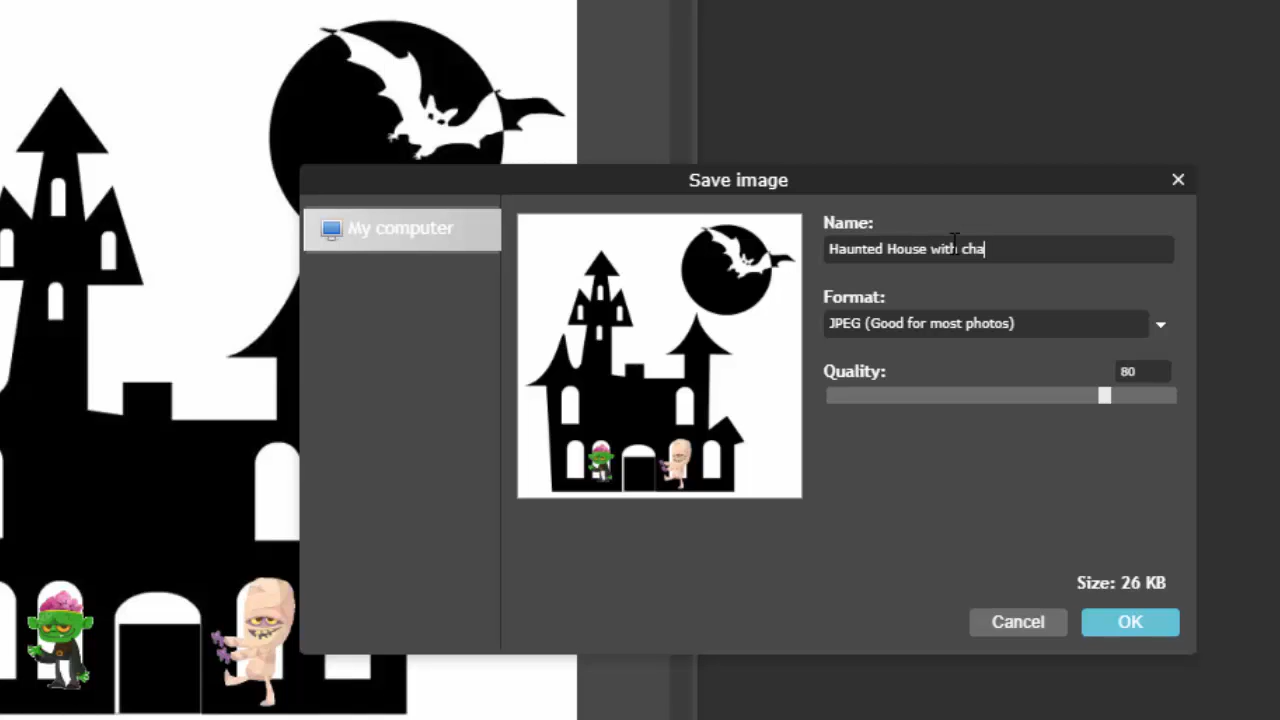 Save image
My computer
Name:
Haunted House with cha
Format:
JPEG (Good for most photos)
Quality:
80
Size: 26 KB
Cancel
OK